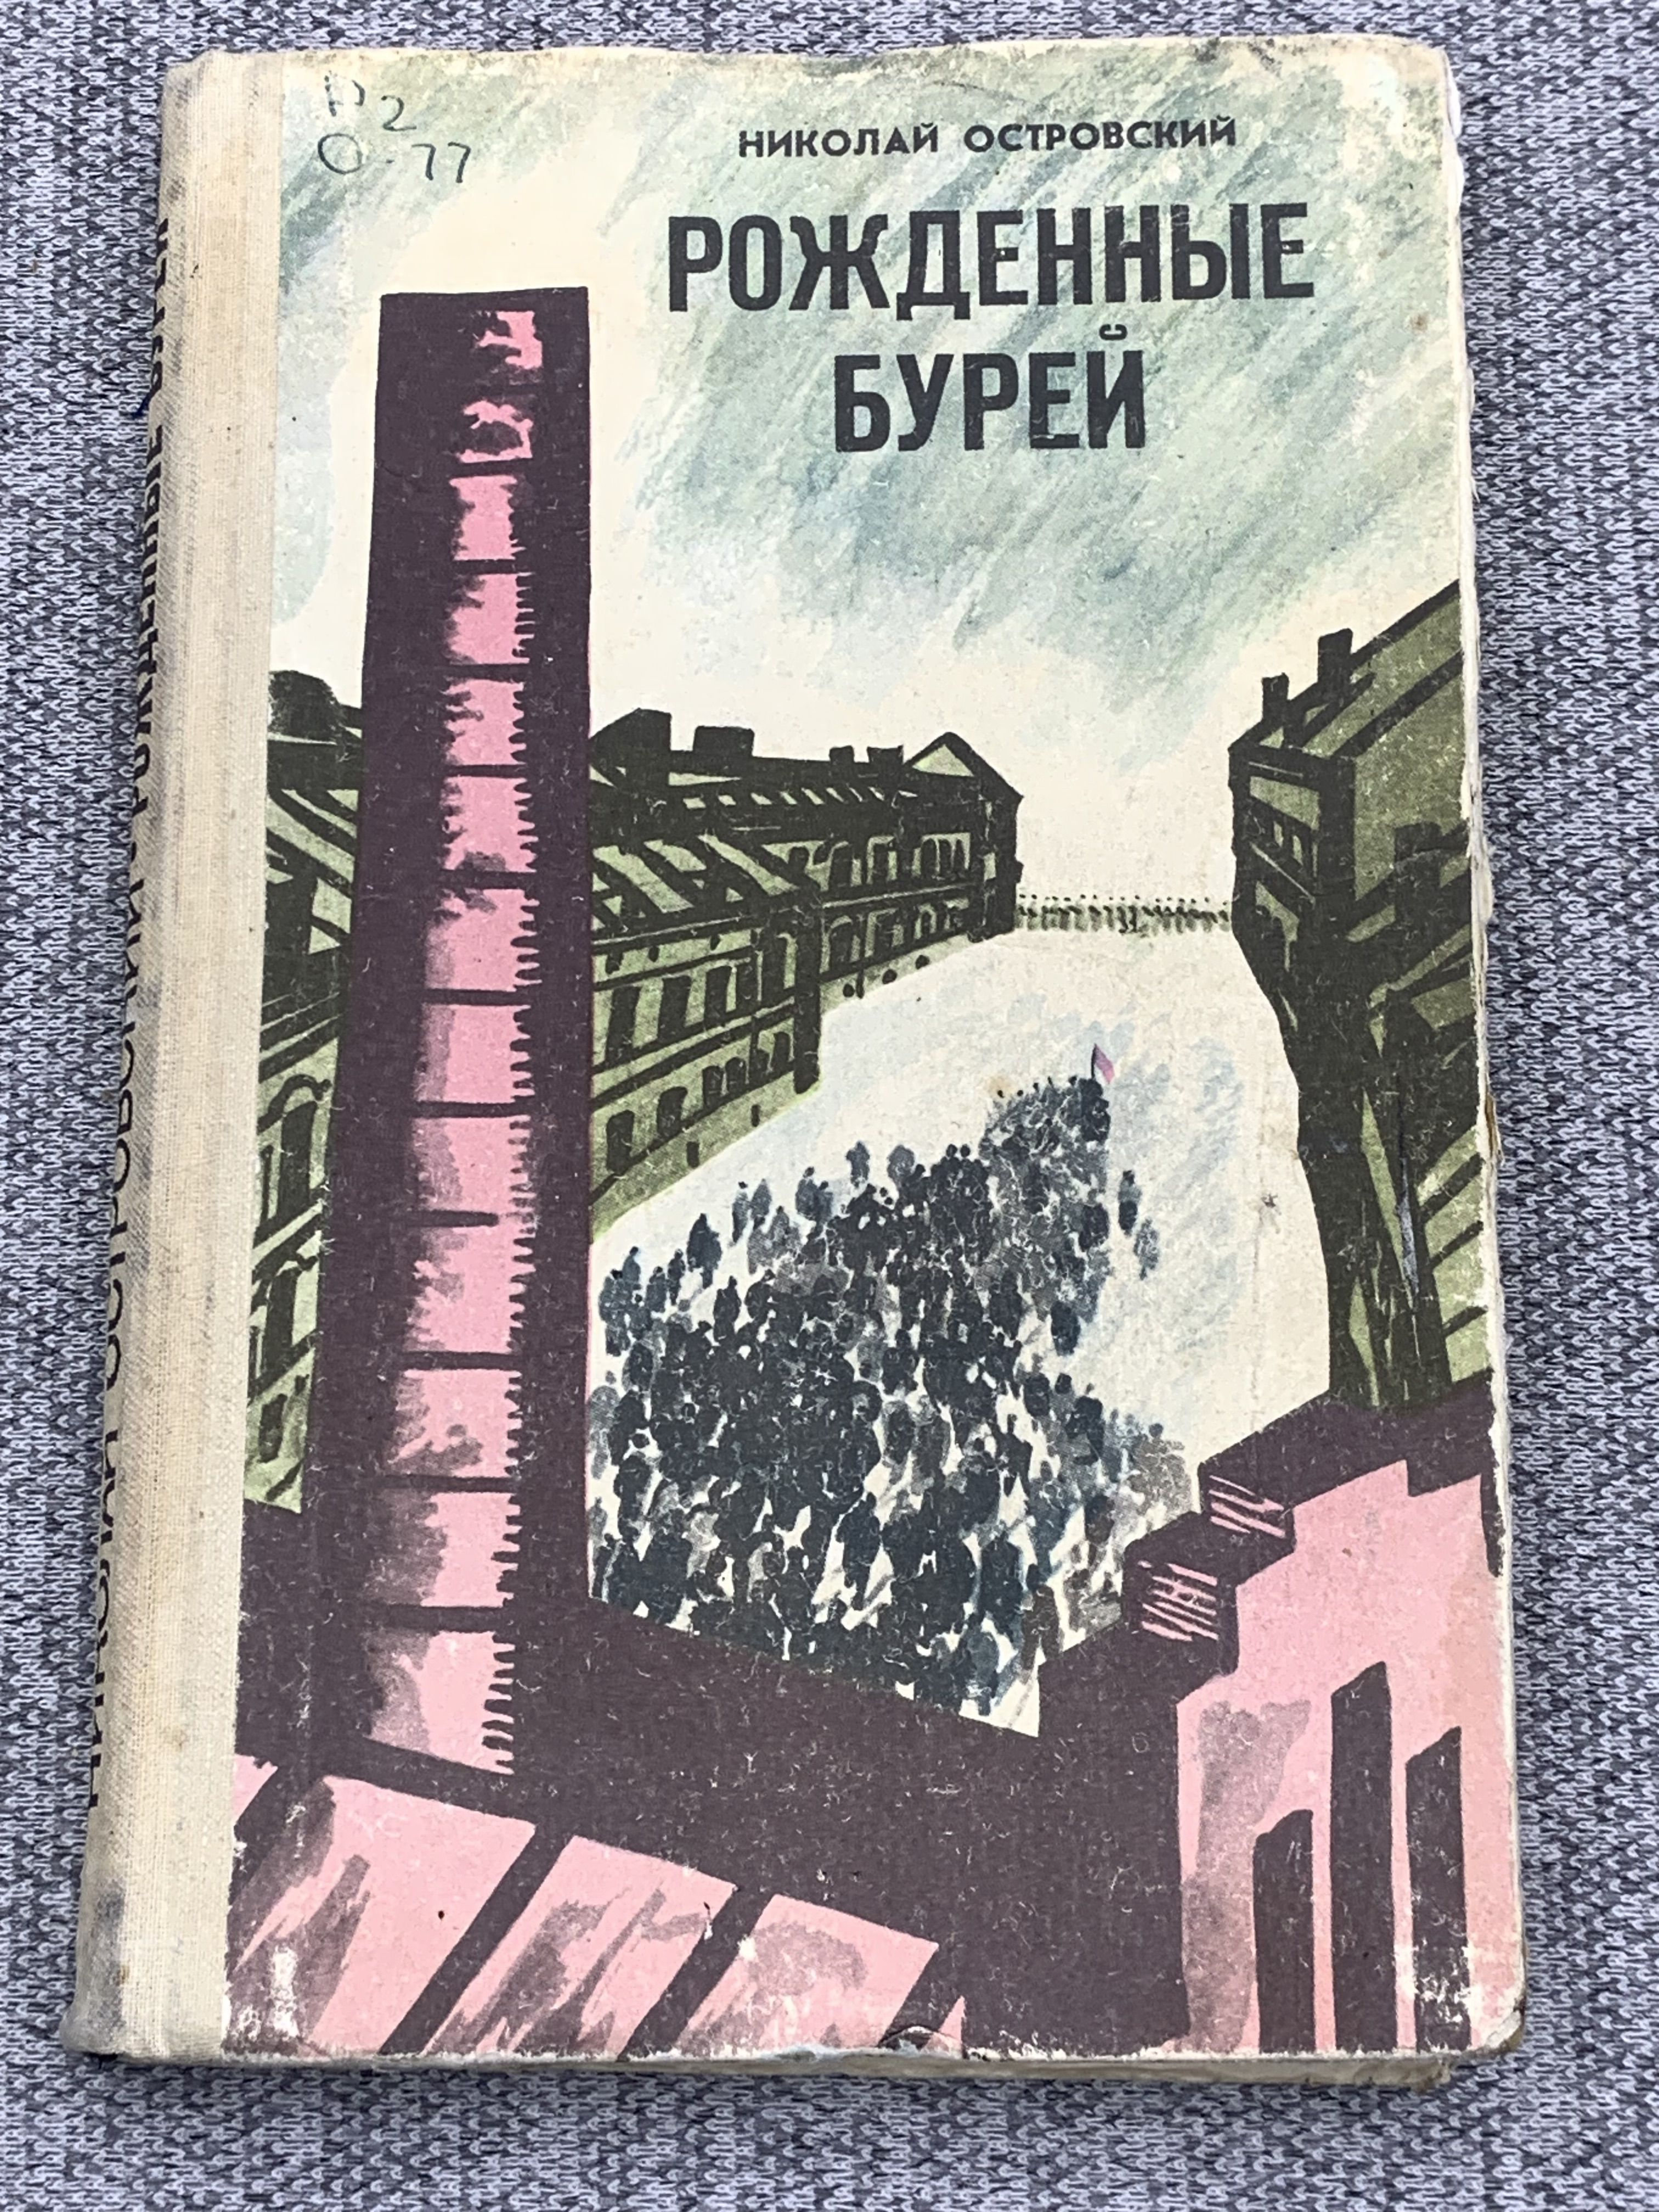 Р2
О-77
НИКОЛАЙ ОСТРОВСКИЙ
РОЖДЕННЫЕ
БУРЕЙ
НИКОЛАЙ ОСТРОВСКИЙ РОЖДЕННЫЕ БУРЕЙ